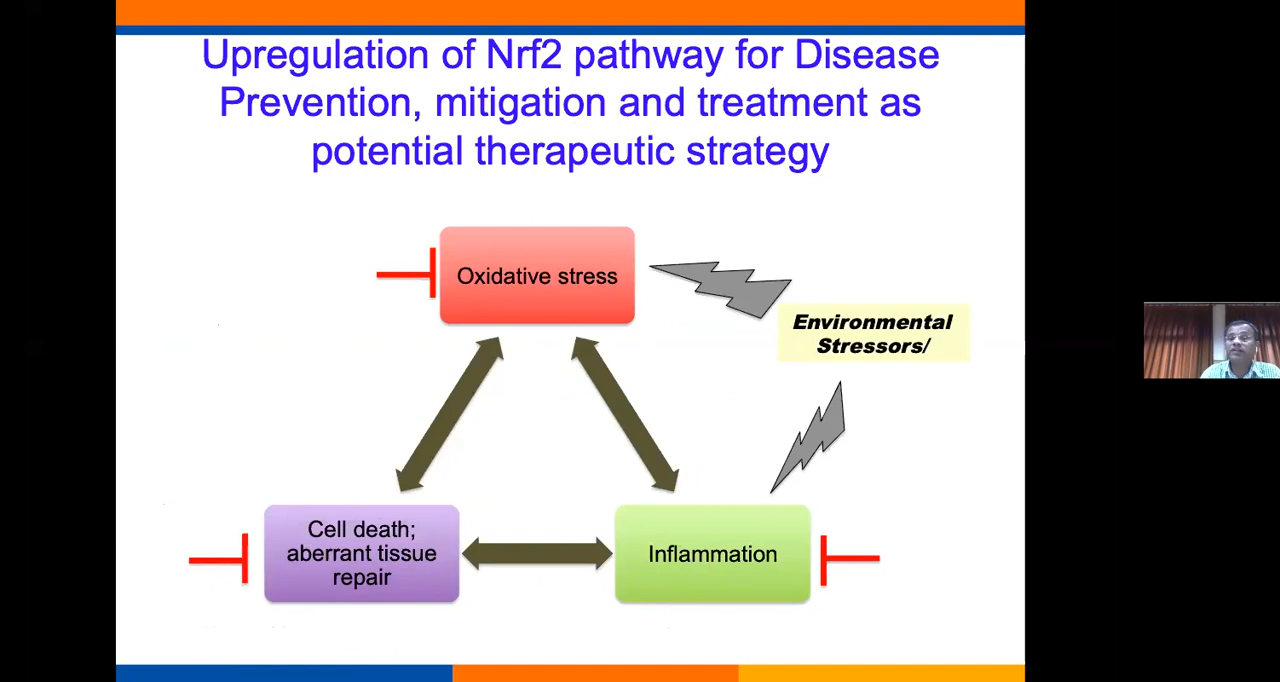 Upregulation of Nrf2 pathway for Disease
Prevention, mitigation and treatment as
potential therapeutic strategy
Oxidative stress
Environmental
Stressors/
Cell death;
aberrant tissue
repair
Inflammation